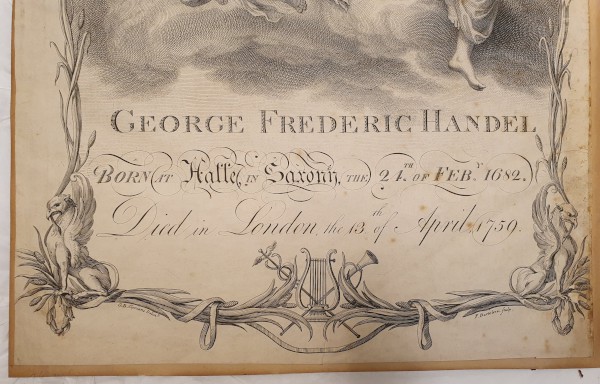 GEORGE FREDERIC HANDEL
BORN AT Halle IN Saxony, THE 24.TH OF FEB.Y 1682.
Died in London, the 13.th of April, 1759.